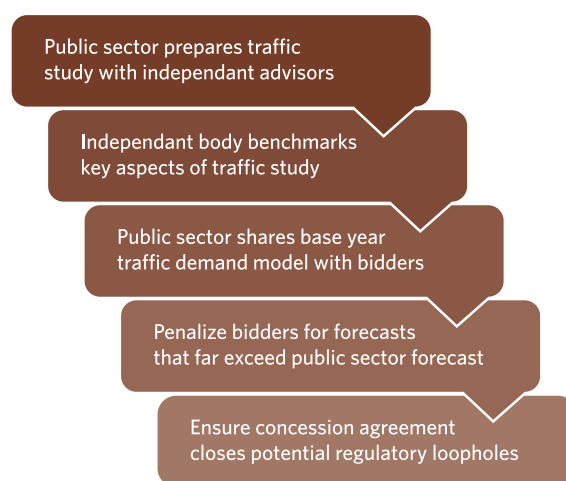 Public sector prepares traffic
study with independant advisors
Independant body benchmarks
key aspects of traffic study
Public sector shares base year
traffic demand model with bidders
Penalize bidders for forecasts
that far exceed public sector forecast
Ensure concession agreement
closes potential regulatory loopholes